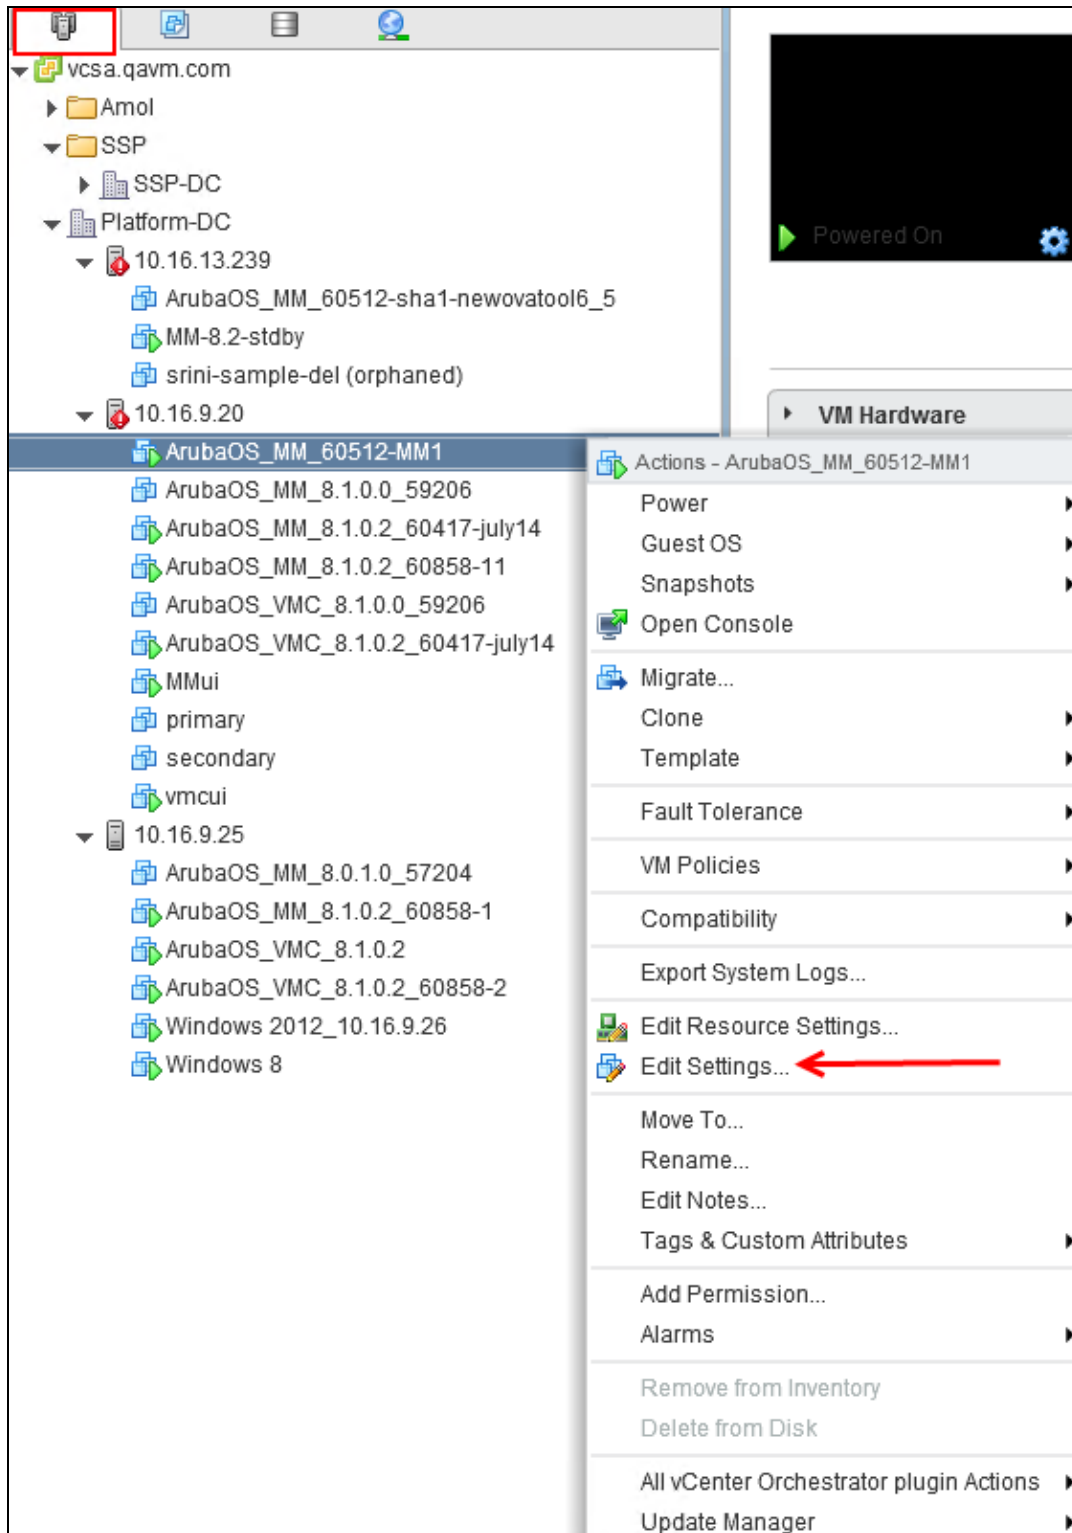 vcsa.qavm.com
Amol
SSP
SSP-DC
Platform-DC
10.16.13.239
ArubaOS_MM_60512-sha1-newovatool6_5
MM-8.2-stdby
srini-sample-del (orphaned)
10.16.9.20
ArubaOS_MM_60512-MM1
ArubaOS_MM_8.1.0.0_59206
ArubaOS_MM_8.1.0.2_60417-july14
ArubaOS_MM_8.1.0.2_60858-11
ArubaOS_VMC_8.1.0.0_59206
ArubaOS_VMC_8.1.0.2_60417-july14
MMui
primary
secondary
vmcui
10.16.9.25
ArubaOS_MM_8.0.1.0_57204
ArubaOS_MM_8.1.0.2_60858-1
ArubaOS_VMC_8.1.0.2
ArubaOS_VMC_8.1.0.2_60858-2
Windows 2012_10.16.9.26
Windows 8
Powered On
VM Hardware
Actions - ArubaOS_MM_60512-MM1
Power
Guest OS
Snapshots
Open Console
Migrate...
Clone
Template
Fault Tolerance
VM Policies
Compatibility
Export System Logs...
Edit Resource Settings...
Edit Settings...
Move To...
Rename...
Edit Notes...
Tags & Custom Attributes
Add Permission...
Alarms
Remove from Inventory
Delete from Disk
All vCenter Orchestrator plugin Actions
Update Manager